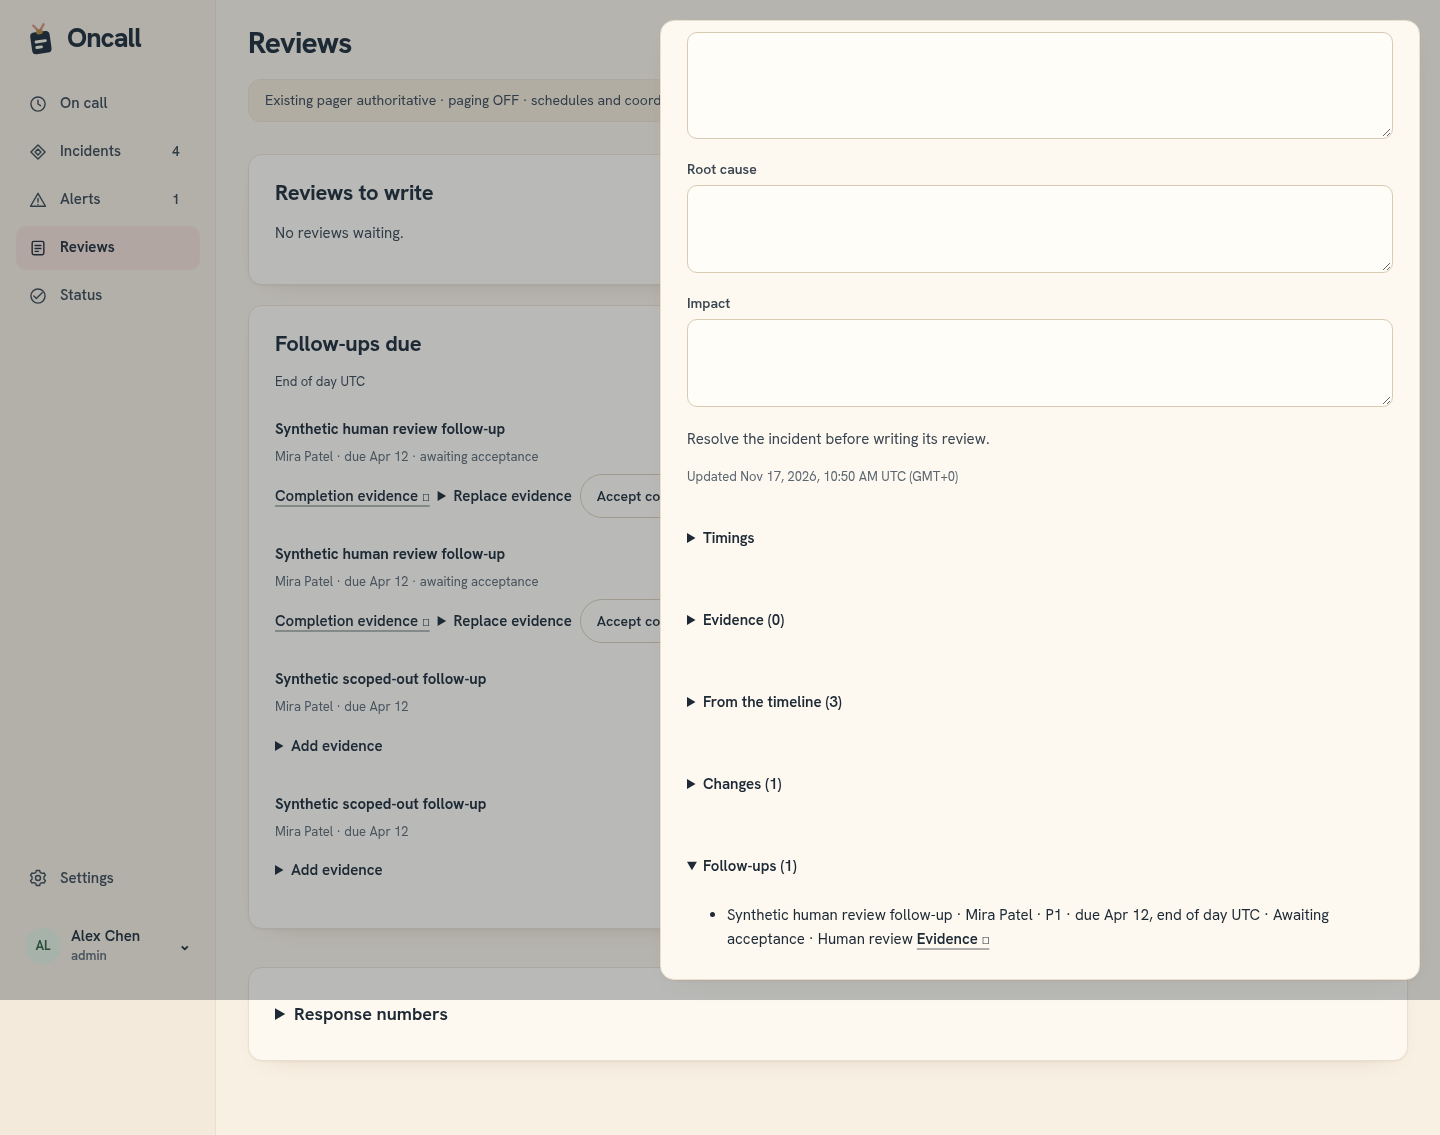 Oncall
On call
Incidents 4
Alerts 1
Reviews
Status
Settings
AL
Alex Chen
admin
Reviews
Existing pager authoritative · paging OFF · schedules and coord
Reviews to write
No reviews waiting.
Follow-ups due
End of day UTC
Synthetic human review follow-up
Mira Patel · due Apr 12 · awaiting acceptance
Completion evidence
Replace evidence
Accept co
Synthetic human review follow-up
Mira Patel · due Apr 12 · awaiting acceptance
Completion evidence
Replace evidence
Accept co
Synthetic scoped-out follow-up
Mira Patel · due Apr 12
Add evidence
Synthetic scoped-out follow-up
Mira Patel · due Apr 12
Add evidence
Response numbers
Root cause
Impact
Resolve the incident before writing its review.
Updated Nov 17, 2026, 10:50 AM UTC (GMT+0)
Timings
Evidence (0)
From the timeline (3)
Changes (1)
Follow-ups (1)
Synthetic human review follow-up · Mira Patel · P1 · due Apr 12, end of day UTC · Awaiting
acceptance · Human review Evidence